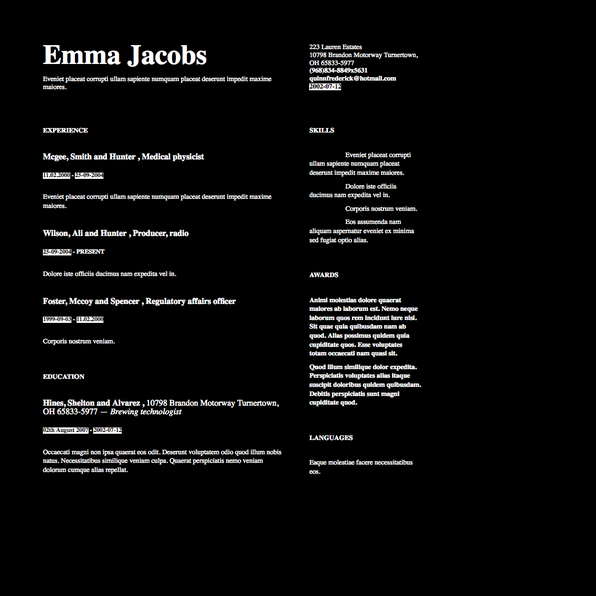 Emma Jacobs
Eveniet placeat corrupti ullam sapiente numquam placeat deserunt impedit maxime
maiores.
223 Lauren Estates
10798 Brandon Motorway Turnertown,
OH 65833-5977
(968)834-8849x5631
quinnfrederick@hotmail.com
2002-07-12
EXPERIENCE
Mcgee, Smith and Hunter , Medical physicist
11.02.2000 - 25-09-2004
Eveniet placeat corrupti ullam sapiente numquam placeat deserunt impedit maxime
maiores.
Wilson, Ali and Hunter , Producer, radio
25-09-2004 - PRESENT
Dolore iste officiis ducimus nam expedita vel in.
Foster, Mccoy and Spencer , Regulatory affairs officer
1999-09-02 - 11.02.2000
Corporis nostrum veniam.
EDUCATION
Hines, Shelton and Alvarez , 10798 Brandon Motorway Turnertown,
OH 65833-5977 — Brewing technologist
02th August 2007 - 2002-07-12
Occaecati magni non ipsa quaerat eos odit. Deserunt voluptatem odio quod illum nobis
natus. Necessitatibus similique veniam culpa. Quaerat perspiciatis nemo veniam
dolorum cumque alias repellat.
SKILLS
Eveniet placeat corrupti
ullam sapiente numquam placeat
deserunt impedit maxime maiores.
Dolore iste officiis
ducimus nam expedita vel in.
Corporis nostrum veniam.
Eos assumenda nam
aliquam aspernatur eveniet ex minima
sed fugiat optio alias.
AWARDS
Animi molestias dolore quaerat
maiores ab laborum est. Nemo neque
laborum quos rem incidunt iure nisi.
Sit quae quia quibusdam nam ab
quod. Alias possimus quidem quia
cupiditate quos. Esse voluptates
totam occaecati nam quasi sit.
Quod illum similique dolor expedita.
Perspiciatis voluptates alias itaque
suscipit doloribus quidem quibusdam.
Debitis perspiciatis sunt magni
cupiditate quod.
LANGUAGES
Eaque molestiae facere necessitatibus
eos.